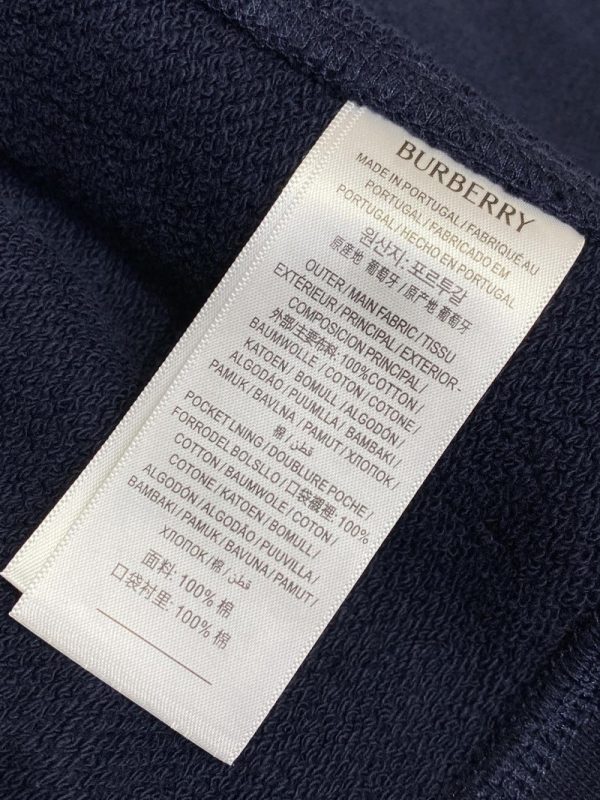 BURBERRY
MADE IN PORTUGAL / FABRIQUÉ AU
PORTUGAL / FABRICADO EM
PORTUGAL / HECHO EN PORTUGAL
원산지: 포르투갈
原産地 葡萄牙 / 原产地 葡萄牙
OUTER / MAIN FABRIC / TISSU
EXTÉRIEUR / PRINCIPAL / EXTERIOR -
COMPOSICION PRINCIPAL /
外部/主要布料: 100% COTTON /
BAUMWOLLE / COTON / COTONE /
KATOEN / BOMULL / ALGODÓN /
ALGODÃO / PUUMLLA / BAMBAKI /
PAMUK / BAVLNA / PAMUT / ХЛОПОК /
棉 / قطن /
POCKET LNING / DOUBLURE POCHE /
FORRODEL BOLSLLO / 口袋襯裡: 100%
COTTON / BAUMWOLE / COTON /
COTONE / KATOEN / BOMULL /
ALGODÓN / ALGODÃO / PUUVILLA /
BAMBAKI / PAMUK / BAVUNA / PAMUT /
ХЛОПОК / 棉 / قطن /
面料: 100% 棉
口袋衬里: 100% 棉